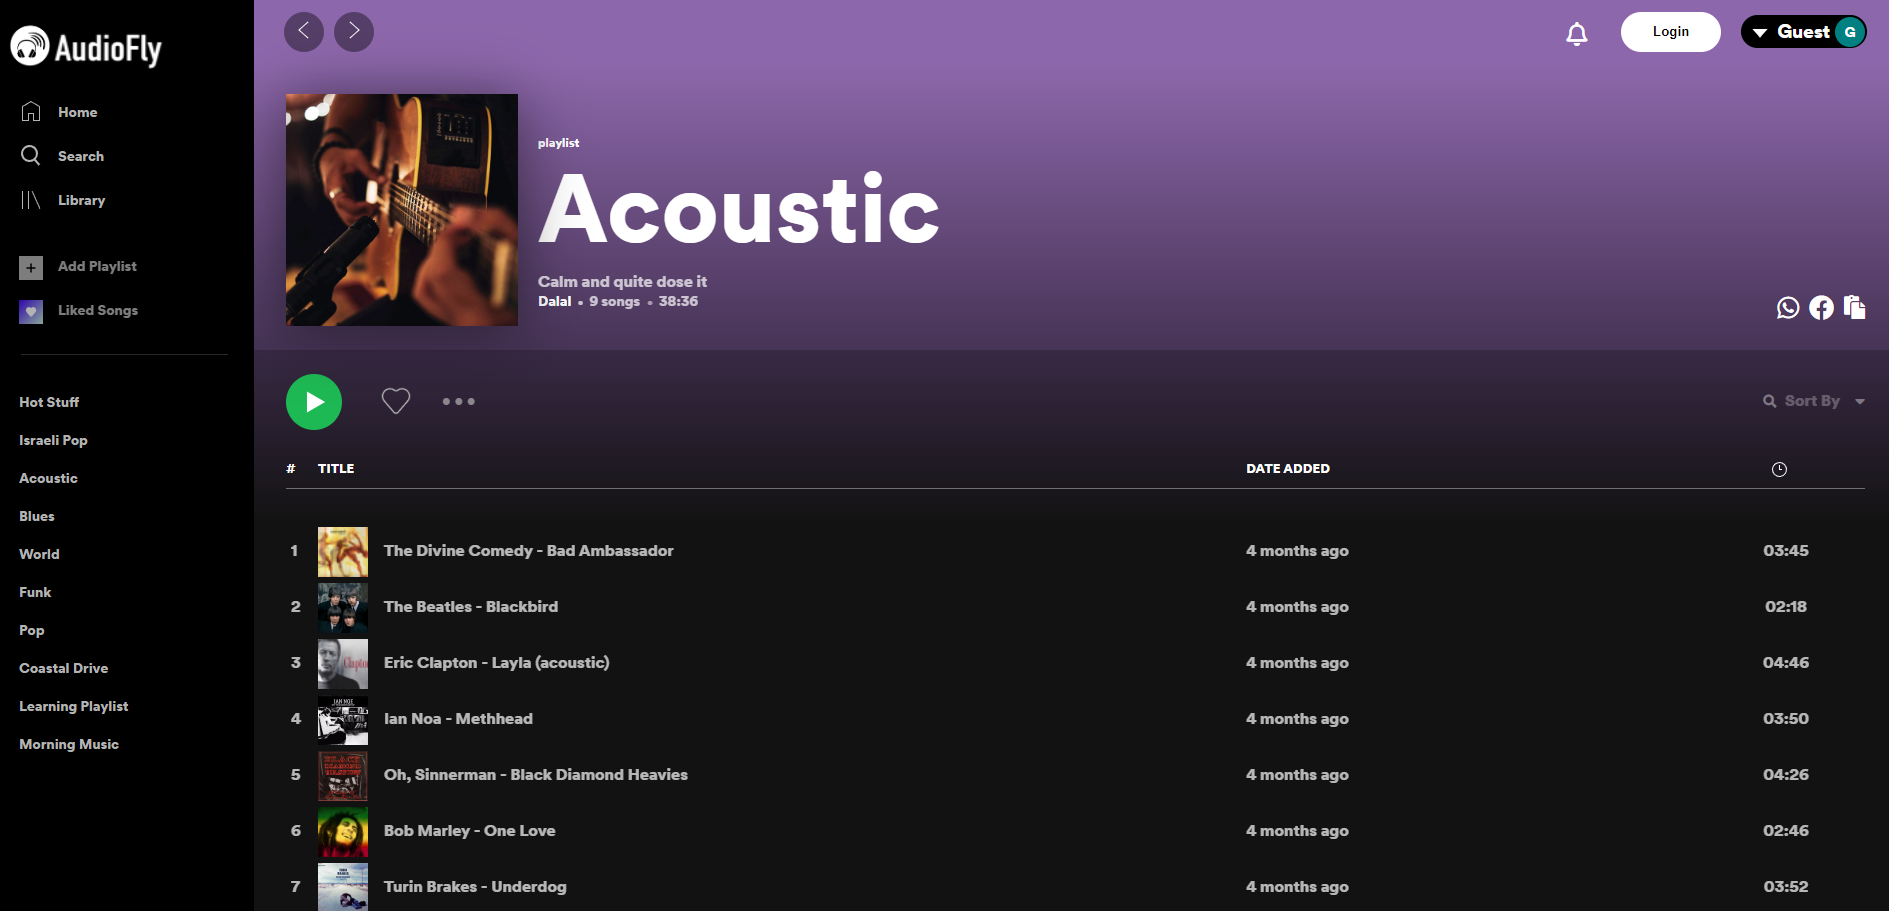 AudioFly
Home
Search
Library
Add Playlist
Liked Songs
Hot Stuff
Israeli Pop
Acoustic
Blues
World
Funk
Pop
Coastal Drive
Learning Playlist
Morning Music
Login
Guest G
playlist
Acoustic
Calm and quite dose it
Dalal • 9 songs • 38:36
Sort By
# TITLE DATE ADDED
1 The Divine Comedy - Bad Ambassador 4 months ago 03:45
2 The Beatles - Blackbird 4 months ago 02:18
3 Eric Clapton - Layla (acoustic) 4 months ago 04:46
4 Ian Noa - Methhead 4 months ago 03:50
5 Oh, Sinnerman - Black Diamond Heavies 4 months ago 04:26
6 Bob Marley - One Love 4 months ago 02:46
7 Turin Brakes - Underdog 4 months ago 03:52